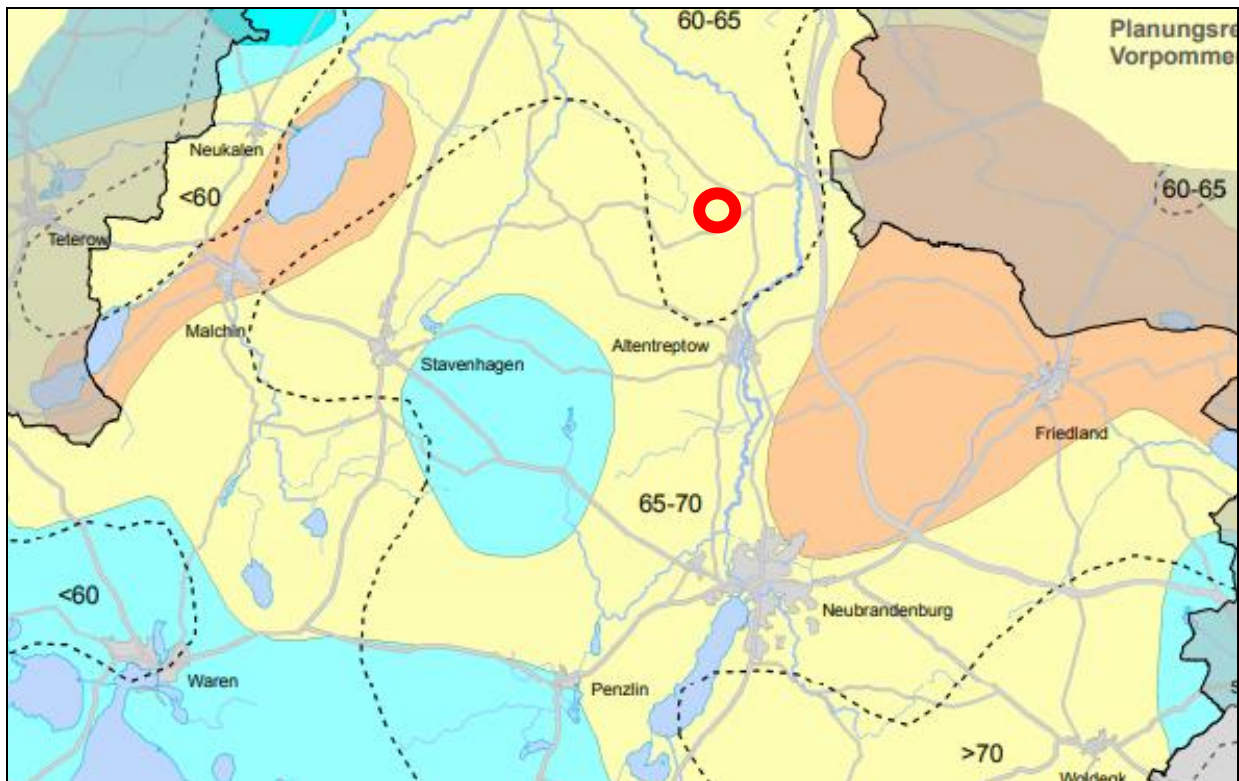 60-65
Planungsre
Vorpomme
Neukalen
<60
60-65
Teterow
Malchin
Altentreptow
Stavenhagen
Friedland
65-70
<60
Neubrandenburg
Waren
Penzlin
>70
Woldegk
s